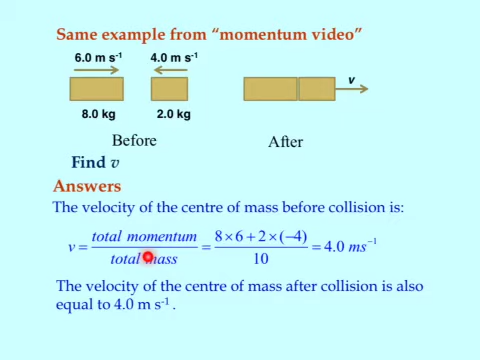 Same example from “momentum video”
6.0 m s⁻¹ 4.0 m s⁻¹
v
8.0 kg 2.0 kg
Before After
Find v
Answers
The velocity of the centre of mass before collision is:
v = total momentum / total mass = 8 × 6 + 2 × (−4) / 10 = 4.0 ms⁻¹
The velocity of the centre of mass after collision is also
equal to 4.0 m s⁻¹ .